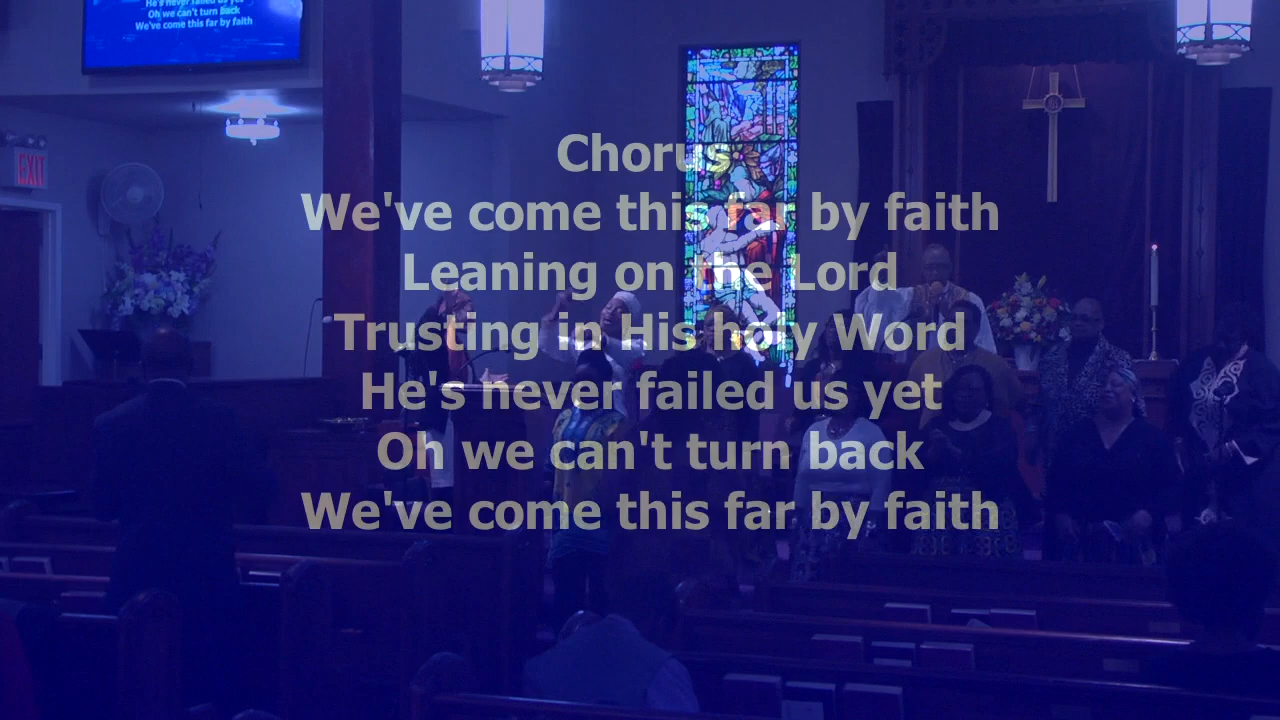 He's never failed us yet
Oh we can't turn back
We've come this far by faith
EXIT
Chorus
We've come this far by faith
Leaning on the Lord
Trusting in His holy Word
He's never failed us yet
Oh we can't turn back
We've come this far by faith